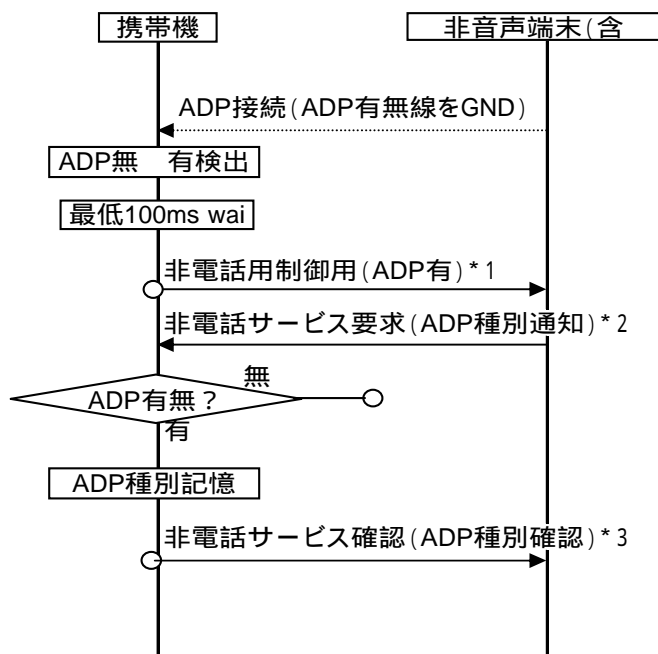 携帯機
非音声端末(含
ADP接続(ADP有無線をGND)
ADP無 有検出
最低100ms wai
非電話用制御用(ADP有)*1
非電話サービス要求(ADP種別通知)*2
無
ADP有無？
有
ADP種別記憶
非電話サービス確認(ADP種別確認)*3